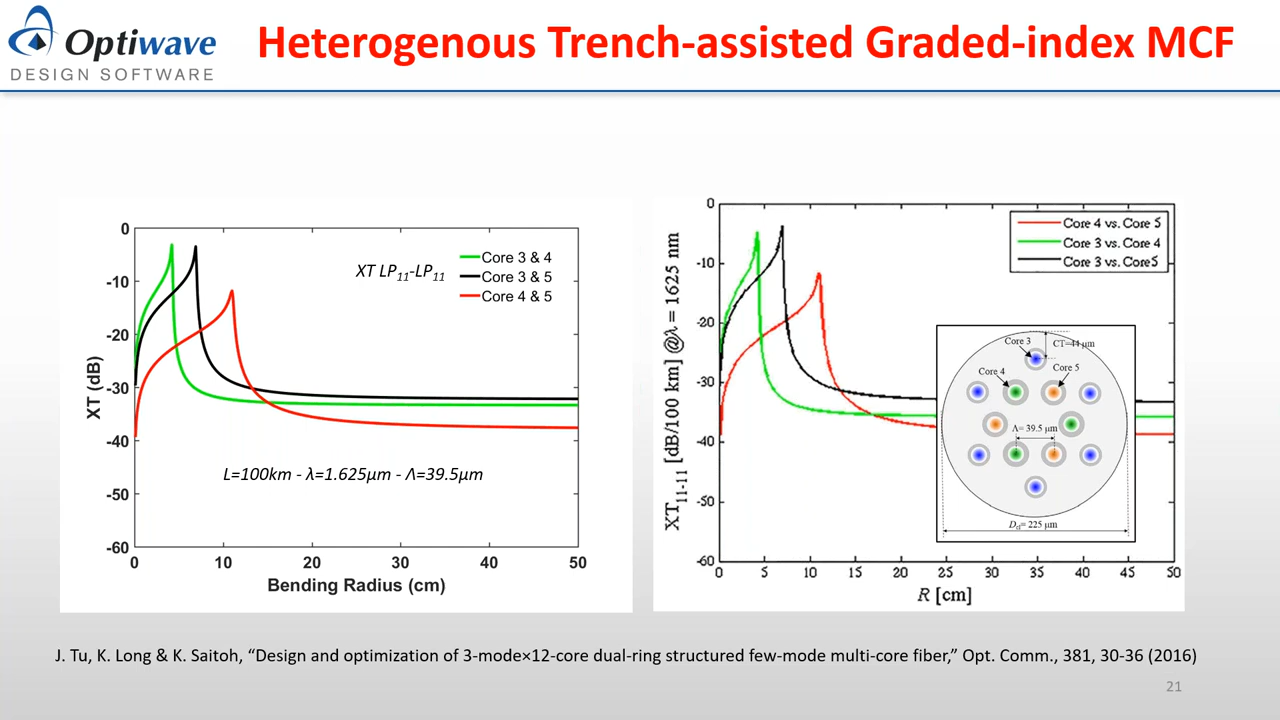 Optiwave
DESIGN SOFTWARE
Heterogenous Trench-assisted Graded-index MCF
0
-10
-20
-30
-40
-50
-60
XT (dB)
0
10
20
30
40
50
Bending Radius (cm)
XT LP11-LP11
Core 3 & 4
Core 3 & 5
Core 4 & 5
L=100km - λ=1.625μm - Λ=39.5μm
0
-10
-20
-30
-40
-50
-60
XT11-11 [dB/100 km] @λ = 1625 nm
0
5
10
15
20
25
30
35
40
45
50
R [cm]
Core 4 vs. Core 5
Core 3 vs. Core 4
Core 3 vs. Core5
Core 3
CT=44 μm
Core 4
Core 5
Λ= 39.5 μm
Dcl= 225 μm
J. Tu, K. Long & K. Saitoh, “Design and optimization of 3-mode×12-core dual-ring structured few-mode multi-core fiber,” Opt. Comm., 381, 30-36 (2016)
21